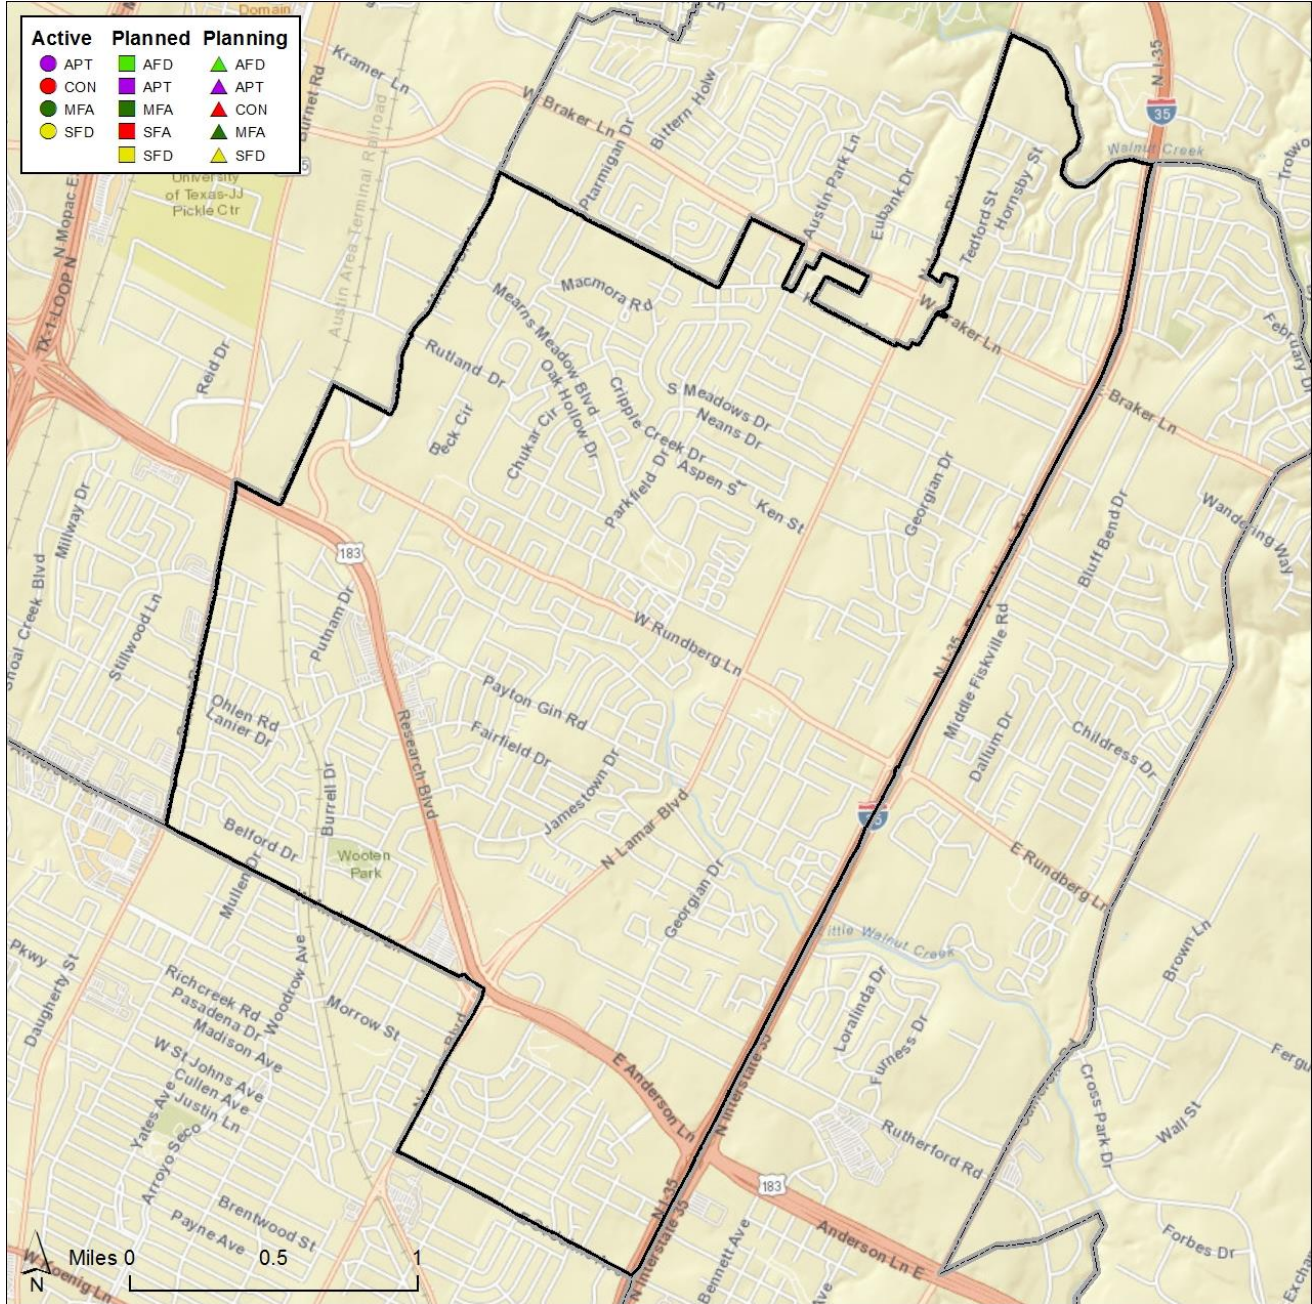 Domain
Active Planned Planning
APT AFD AFD
CON APT APT
MFA MFA CON
SFD SFA MFA
SFD SFD
Kramer Ln
Burnet Rd
W Braker Ln
Bittern Holw
Ptarmigan Dr
Austin Park Ln
Eubank Dr
Tedford St
Hornsby St
N I-35
35
Walnut Creek
University
of Texas-JJ
Pickle Ctr
Austin Area Terminal Railroad
TX-1-LOOP N
N Mopac
Reid Dr
Macmora Rd
Mearns Meadow Blvd
Rutland Dr
Oak Hollow Dr
Cripple Creek Dr
S Meadows Dr
Neans Dr
Beck Cir
Chukar Cir
Parkfield Dr
Aspen St
Ken St
Georgian Dr
Braker Ln
Wandering Way
Bluff Bend Dr
Millway Dr
Shoal Creek Blvd
Stillwood Ln
183
Putnam Dr
W Rundberg Ln
N I-35
Middle Fiskville Rd
Dallum Dr
Childress Dr
Ohlen Rd
Lanier Dr
Payton Gin Rd
Fairfield Dr
Research Blvd
Jamestown Dr
Burrell Dr
N Lamar Blvd
Belford Dr
Wooten
Park
Mullen Dr
Georgian Dr
E Rundberg Ln
Little Walnut Creek
Brown Ln
Pkwy
Daugherty St
Richcreek Rd
Pasadena Dr
Madison Ave
Woodrow Ave
Morrow St
W St Johns Ave
Cullen Ave
Justin Ln
Yates Ave
Arroyo Seco
Brentwood St
Payne Ave
W Koenig Ln
E Anderson Ln
N Interstate 35
Loralinda Dr
Furness Dr
Rutherford Rd
Cross Park Dr
Wall St
183
Anderson Ln E
Forbes Dr
Bennett Ave
Ave
N I-35
N Interstate 35
Miles 0 0.5 1
N